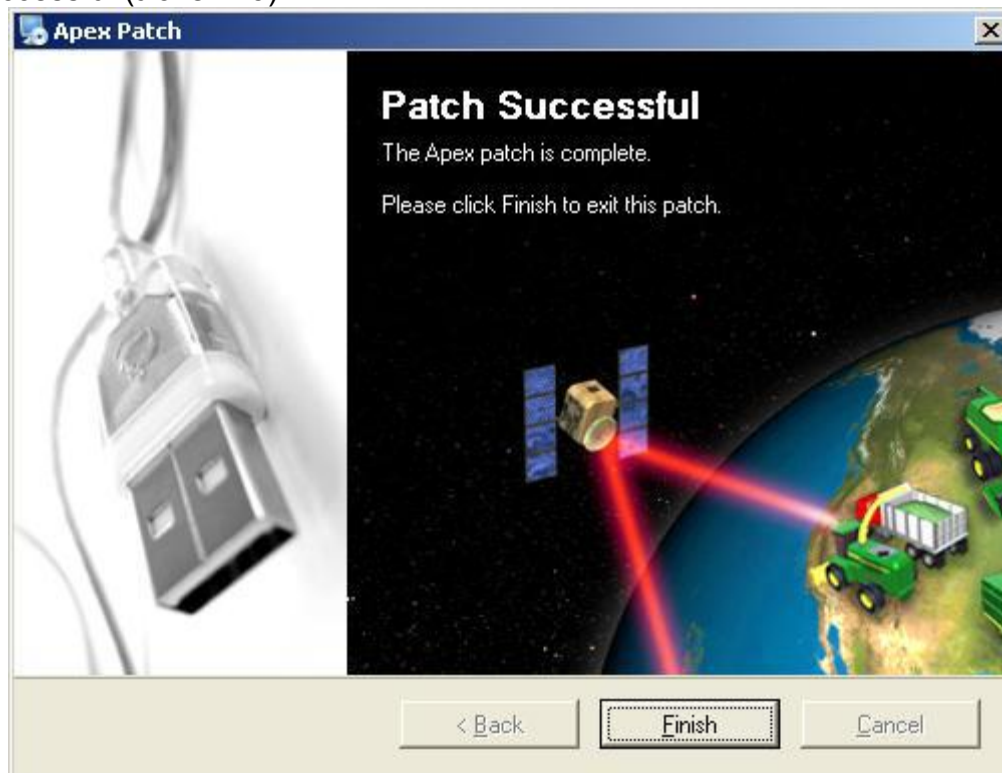 Apex Patch
Patch Successful
The Apex patch is complete.
Please click Finish to exit this patch.
< Back
Finish
Cancel